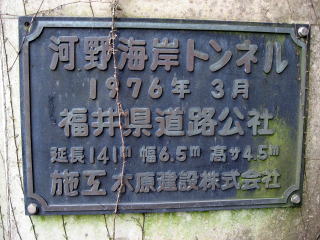 河野海岸トンネル
1976年 3月
福井県道路公社
延長141m 幅6.5m 高サ4.5m
施工 木原建設株式会社